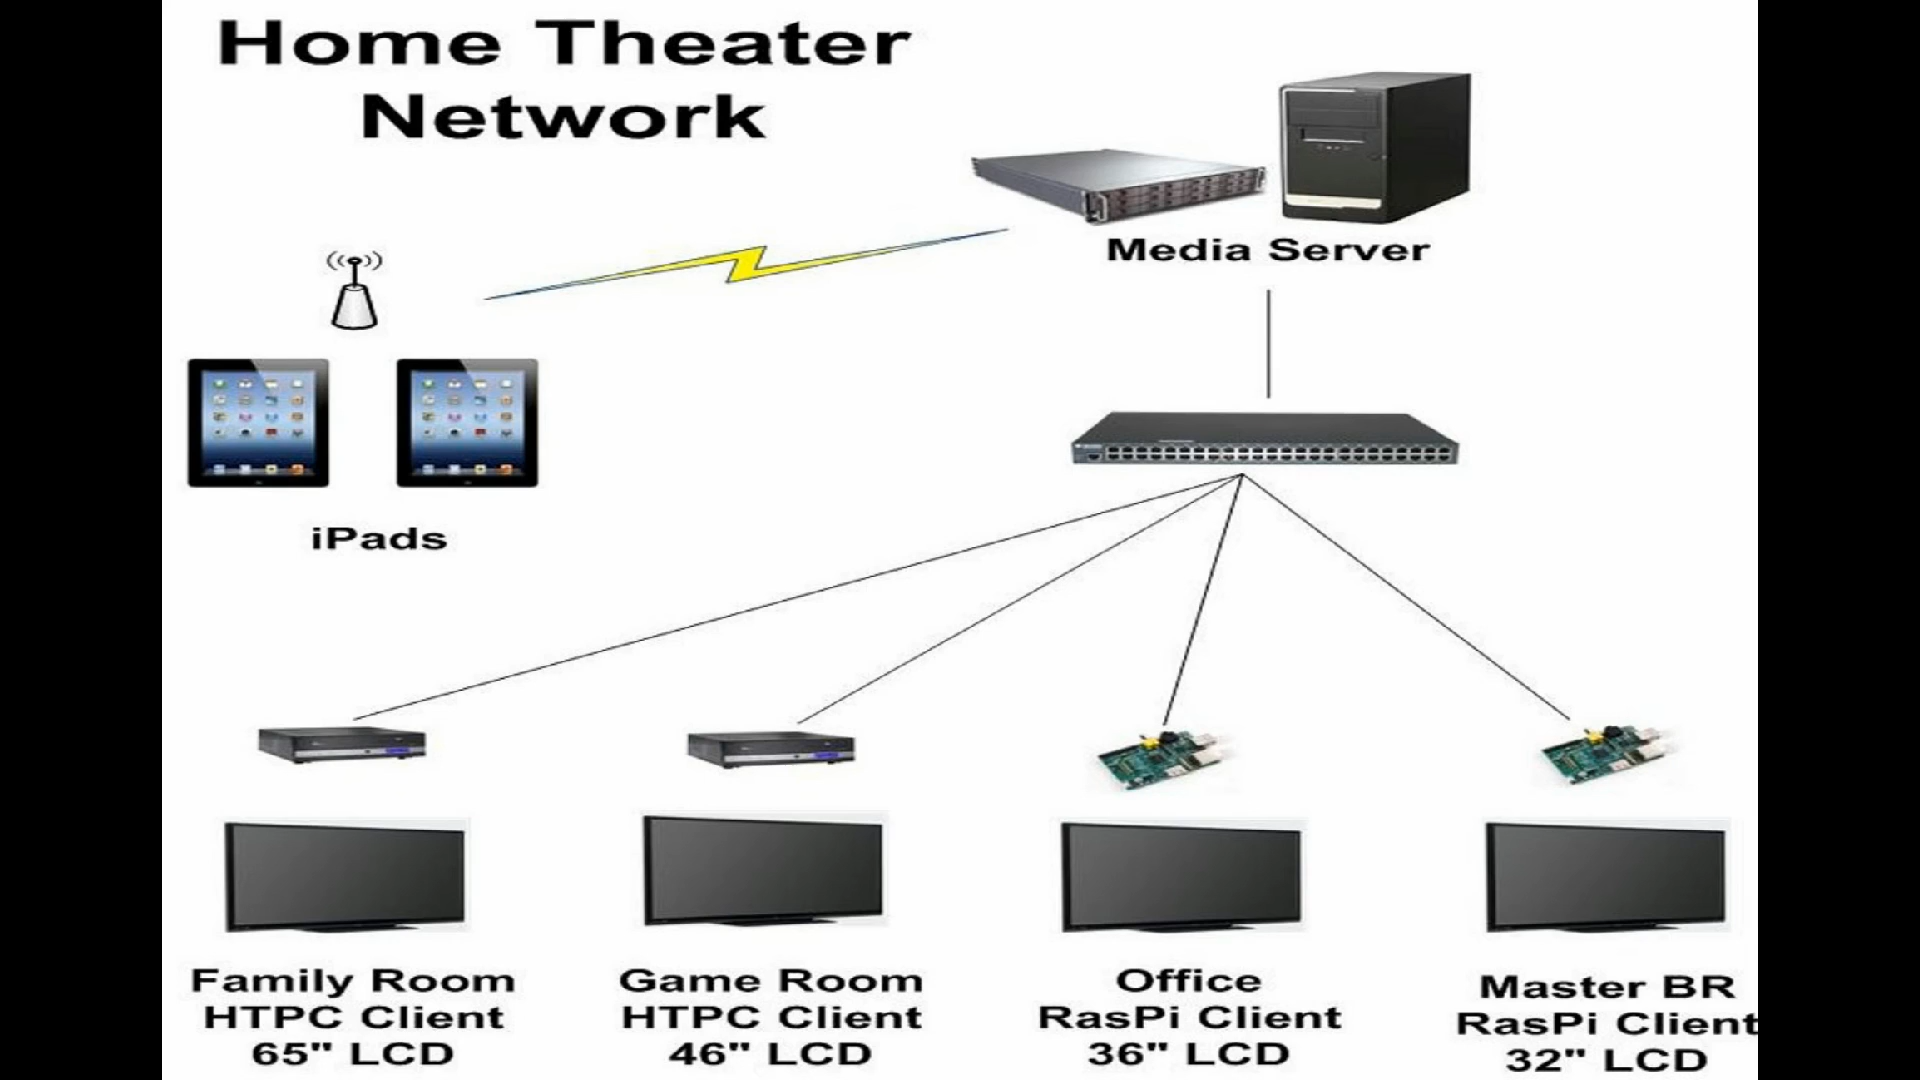 Home Theater
Network
Media Server
iPads
Family Room
HTPC Client
65" LCD
Game Room
HTPC Client
46" LCD
Office
RasPi Client
36" LCD
Master BR
RasPi Client
32" LCD